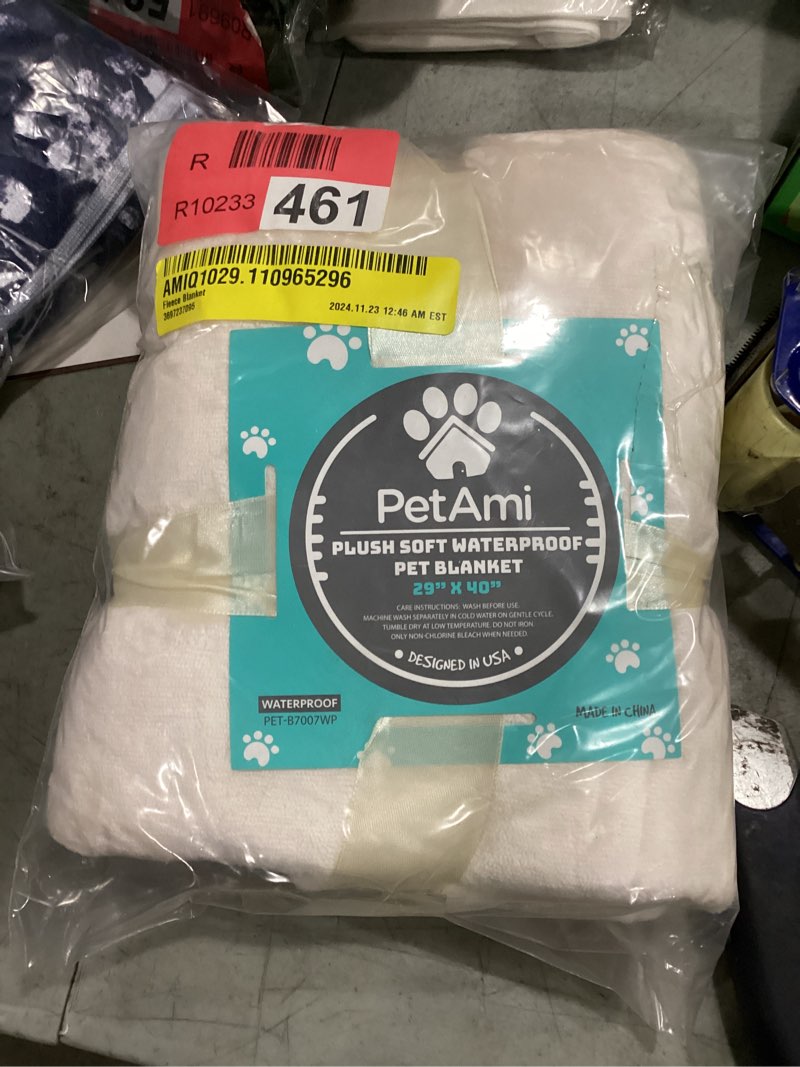 R
R10233
461
AMIQ1029.110965296
Fleece Blanket
2024.11.23 12:46 AM EST
PetAmi
PLUSH SOFT WATERPROOF
PET BLANKET
29" X 40"
CARE INSTRUCTIONS: WASH BEFORE USE.
MACHINE WASH SEPARATELY IN COLD WATER ON GENTLE CYCLE.
TUMBLE DRY AT LOW TEMPERATURE. DO NOT IRON.
ONLY NON-CHLORINE BLEACH WHEN NEEDED.
• DESIGNED IN USA •
WATERPROOF
PET-B7007WP
MADE IN CHINA